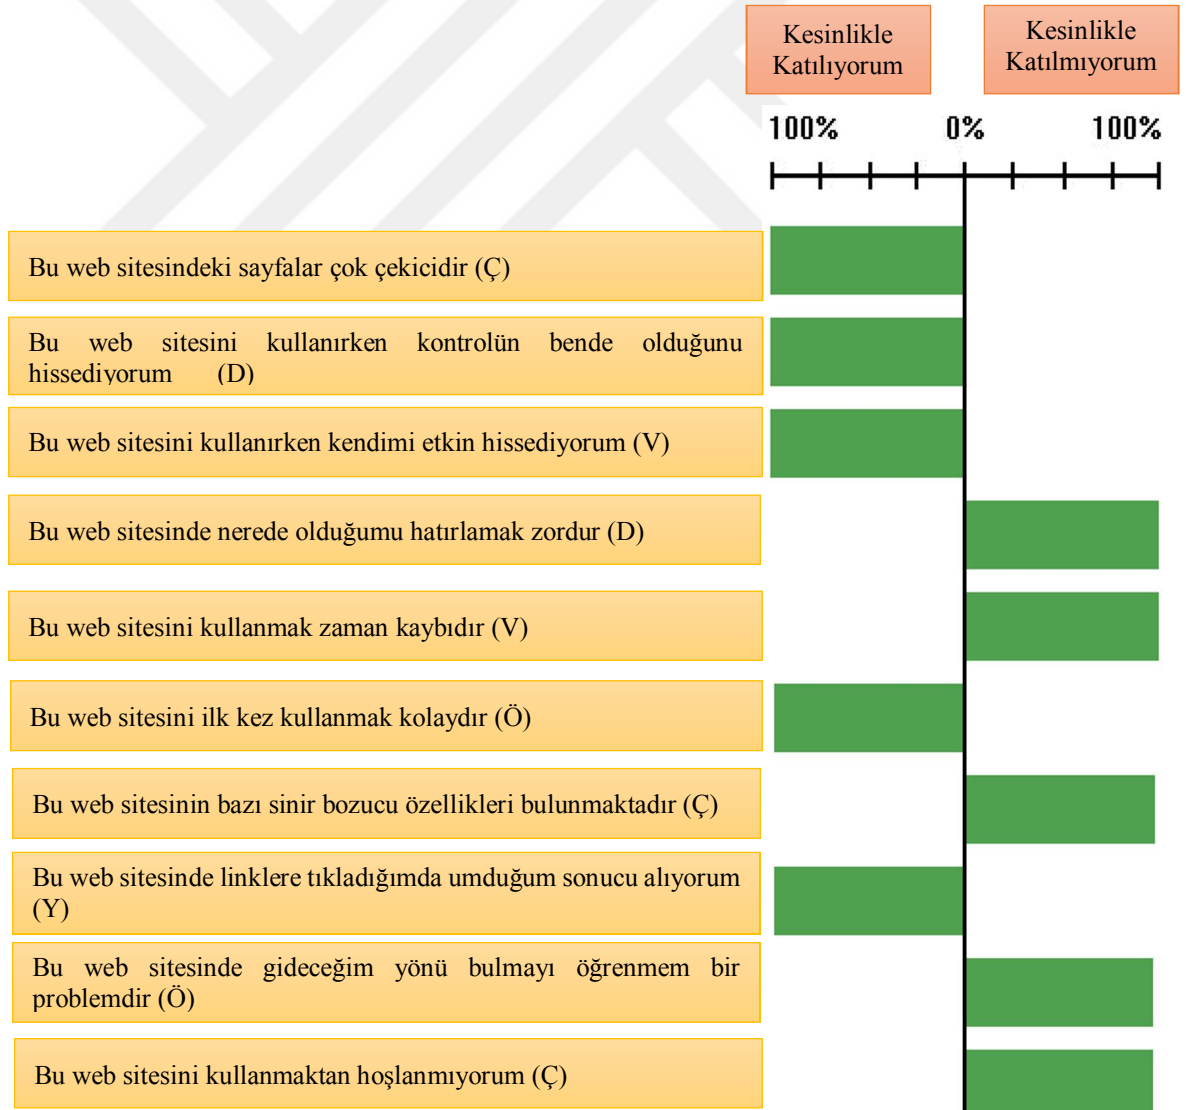 Kesinlikle
Katılıyorum
Kesinlikle
Katılmıyorum
100% 0% 100%
Bu web sitesindeki sayfalar çok çekicidir (Ç)
Bu web sitesini kullanırken kontrolün bende olduğunu
hissediyorum (D)
Bu web sitesini kullanırken kendimi etkin hissediyorum (V)
Bu web sitesinde nerede olduğumu hatırlamak zordur (D)
Bu web sitesini kullanmak zaman kaybıdır (V)
Bu web sitesini ilk kez kullanmak kolaydır (Ö)
Bu web sitesinin bazı sinir bozucu özellikleri bulunmaktadır (Ç)
Bu web sitesinde linklere tıkladığımda umduğum sonucu alıyorum
(Y)
Bu web sitesinde gideceğim yönü bulmayı öğrenmem bir
problemdir (Ö)
Bu web sitesini kullanmaktan hoşlanmıyorum (Ç)